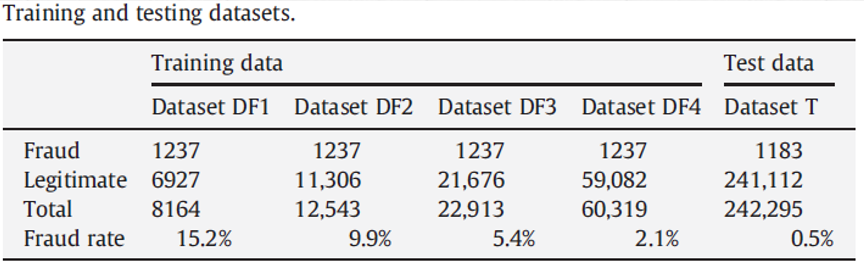 Training and testing datasets.
Training data Test data
Dataset DF1 Dataset DF2 Dataset DF3 Dataset DF4 Dataset T
Fraud 1237 1237 1237 1237 1183
Legitimate 6927 11,306 21,676 59,082 241,112
Total 8164 12,543 22,913 60,319 242,295
Fraud rate 15.2% 9.9% 5.4% 2.1% 0.5%